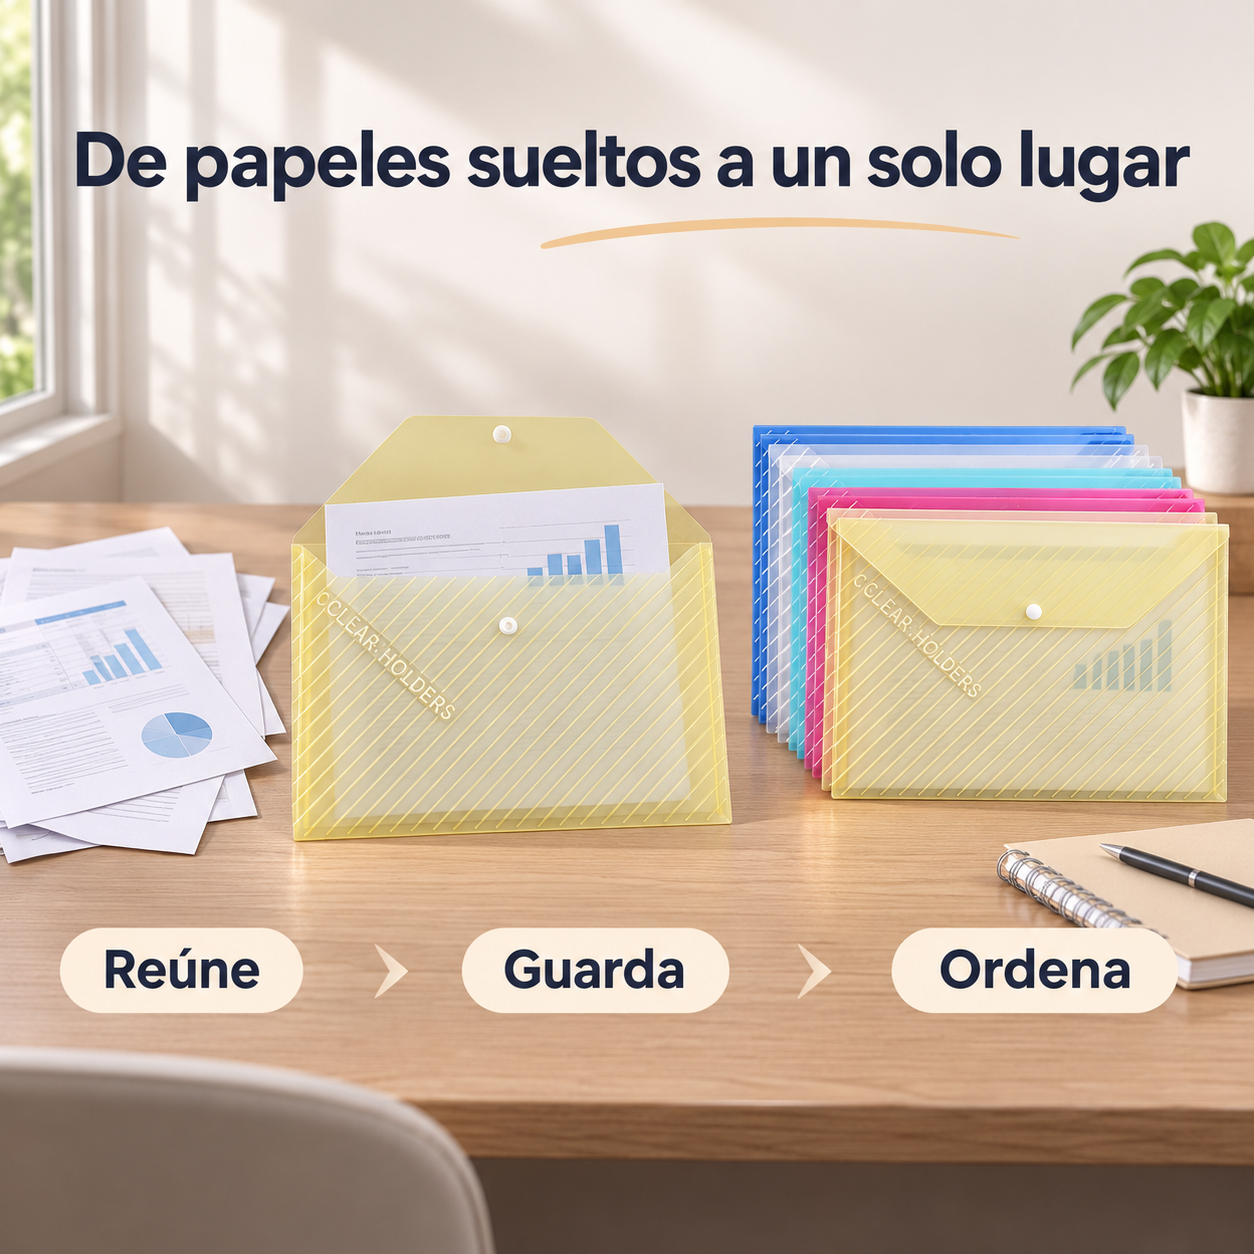 De papeles sueltos a un solo lugar
CCLEAR:HOLDERS
CCLEAR:HOLDERS
Reúne
Guarda
Ordena